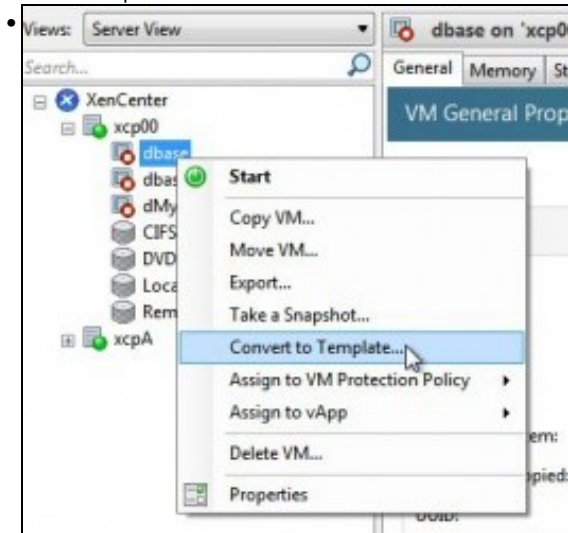 Views: Server View
Search...
XenCenter
xcp00
dbase
dbas
dMy
CIFS
DVD
Loca
Rem
xcpA
Start
Copy VM...
Move VM...
Export...
Take a Snapshot...
Convert to Template...
Assign to VM Protection Policy
Assign to vApp
Delete VM...
Properties
dbase on 'xcp0
General Memory St
VM General Prop
em:
opied: